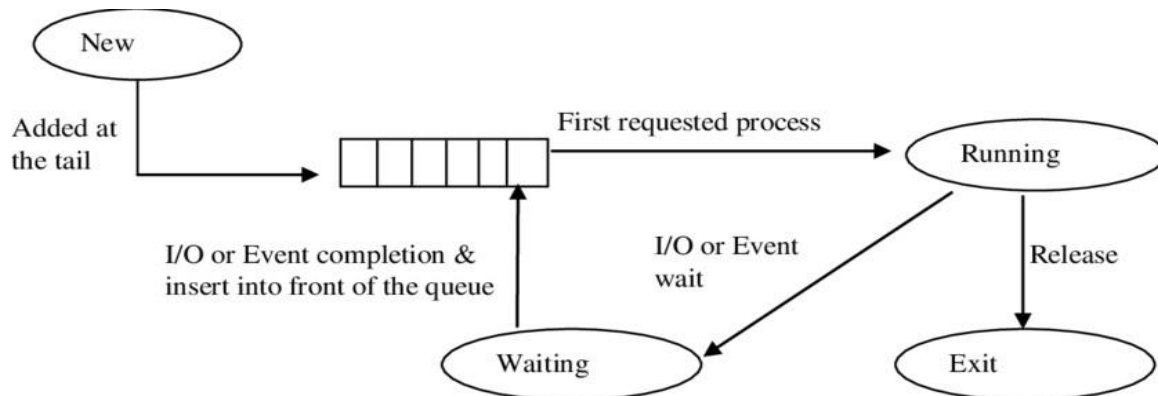 New
Added at
the tail
First requested process
Running
I/O or Event completion &
insert into front of the queue
I/O or Event
wait
Release
Waiting
Exit